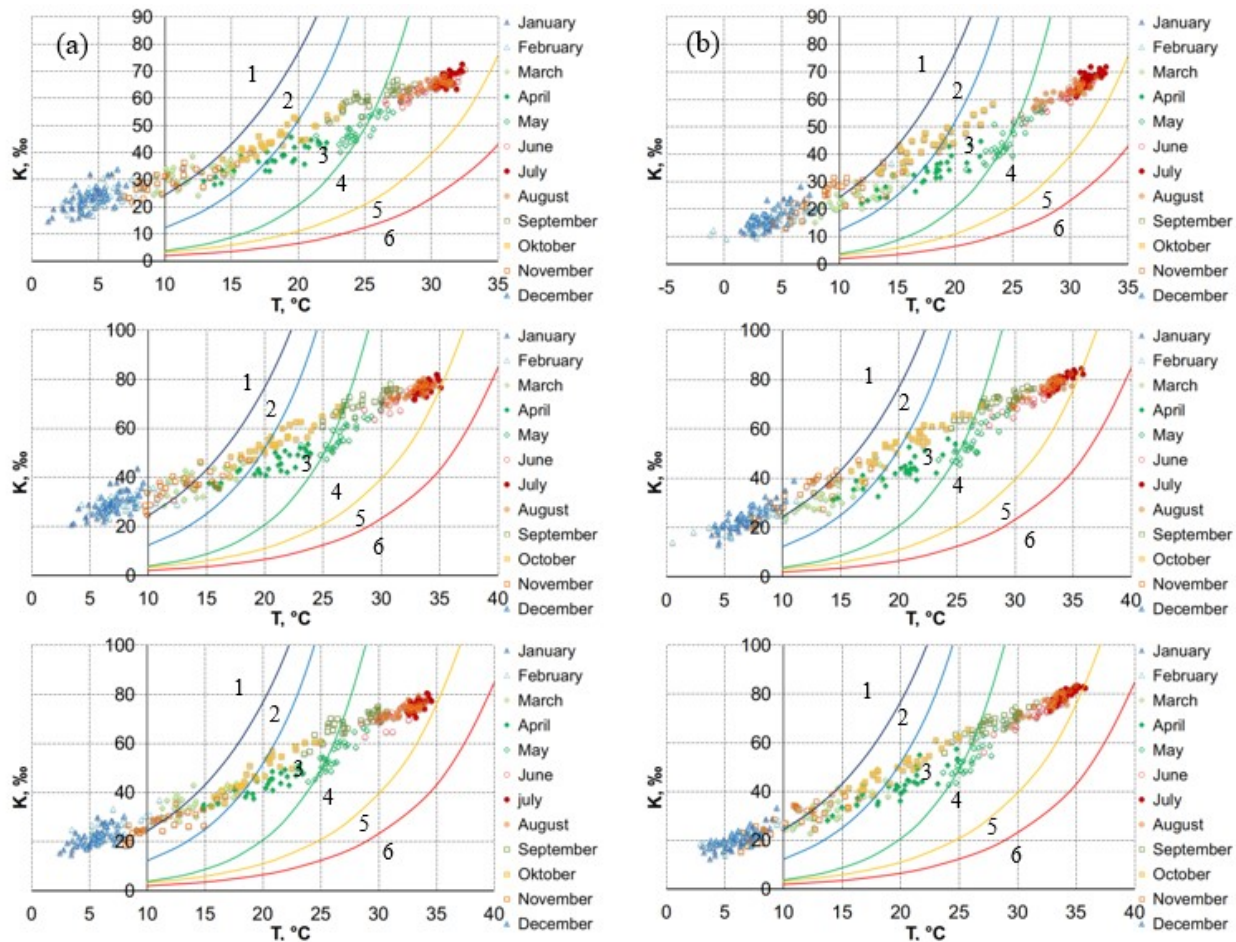 (a)
K, ‰
90
80
70
60
50
40
30
20
10
0
0 5 10 15 20 25 30 35
T, °C
1
2
3
4
5
6
January
February
March
April
May
June
July
August
September
Oktober
November
December
(b)
K, ‰
90
80
70
60
50
40
30
20
10
0
-5 0 5 10 15 20 25 30 35
T, °C
1
2
3
4
5
6
January
February
March
April
May
June
July
August
September
Oktober
November
December
K, ‰
100
80
60
40
20
0
0 5 10 15 20 25 30 35 40
T, °C
1
2
3
4
5
6
January
February
March
April
May
June
July
August
September
October
November
December
K, ‰
100
80
60
40
20
0
0 5 10 15 20 25 30 35 40
T, °C
1
2
3
4
5
6
January
February
March
April
May
June
July
August
September
October
November
December
K, ‰
100
80
60
40
20
0
0 5 10 15 20 25 30 35 40
T, °C
1
2
3
4
5
6
January
February
March
April
May
June
july
August
September
Oktober
November
December
K, ‰
100
80
60
40
20
0
0 5 10 15 20 25 30 35 40
T, °C
1
2
3
4
5
6
January
February
March
April
May
June
July
August
September
October
November
December